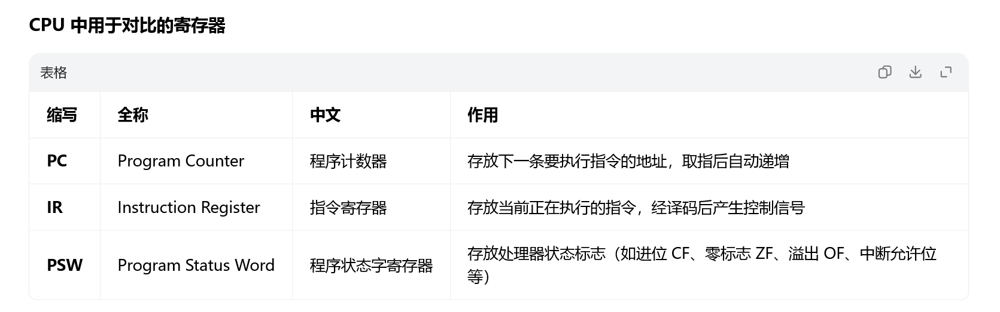 CPU 中用于对比的寄存器
表格
缩写 全称 中文 作用
PC Program Counter 程序计数器 存放下一条要执行指令的地址，取指后自动递增
IR Instruction Register 指令寄存器 存放当前正在执行的指令，经译码后产生控制信号
PSW Program Status Word 程序状态字寄存器 存放处理器状态标志（如进位 CF、零标志 ZF、溢出 OF、中断允许位
等）